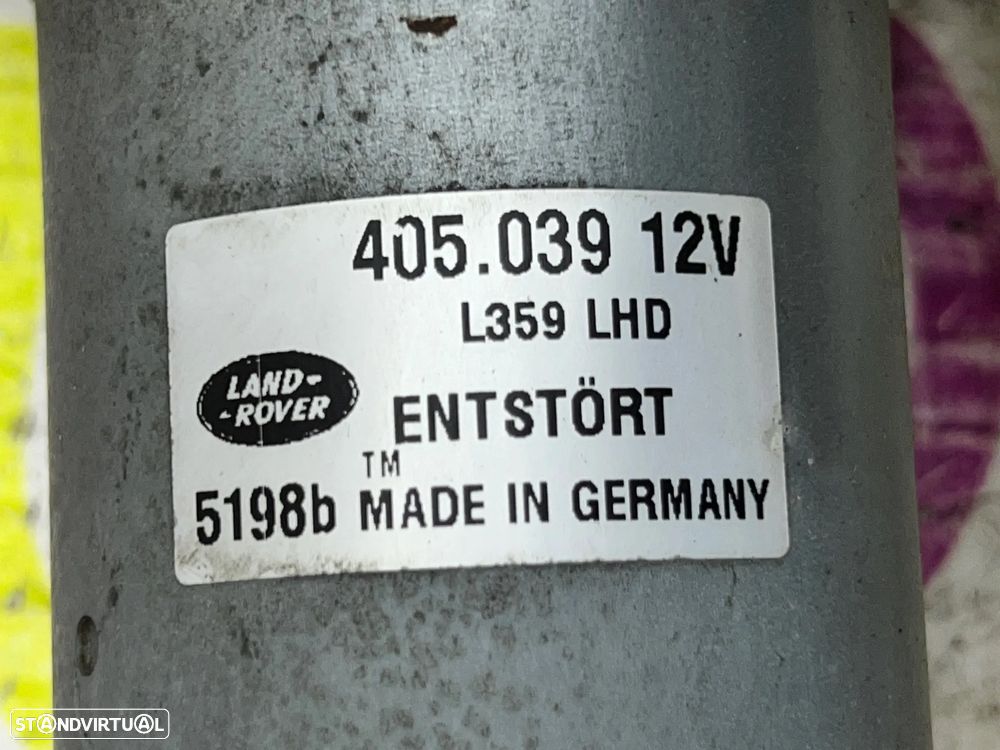 405.039 12V
L359 LHD
LAND-
-ROVER
ENTSTÖRT
TM
5198b MADE IN GERMANY
STANDVIRTUAL